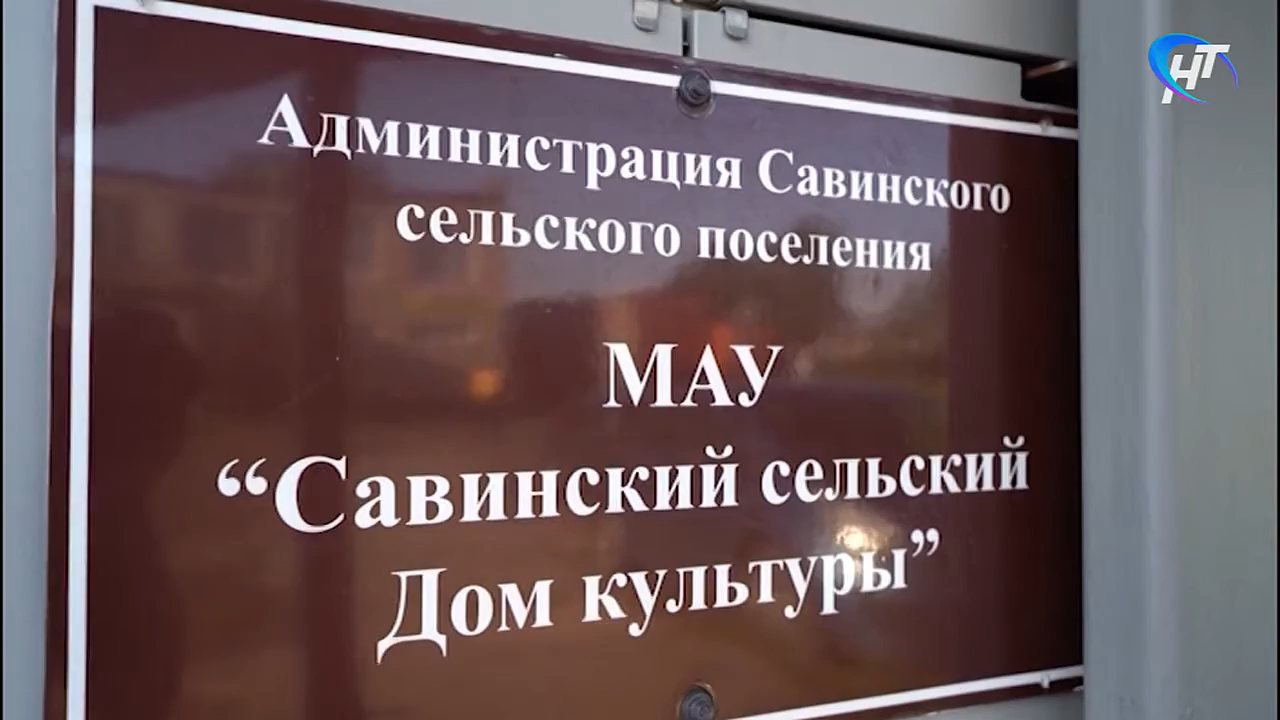 НТ
Администрация Савинского
сельского поселения
МАУ
“Савинский сельский
Дом культуры”